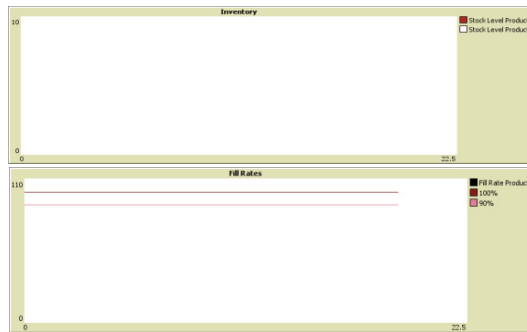 Inventory
10
0
0
22.5
Stock Level Produc
Stock Level Produc
Fill Rates
110
0
0
22.5
Fill Rate Produc
100%
90%